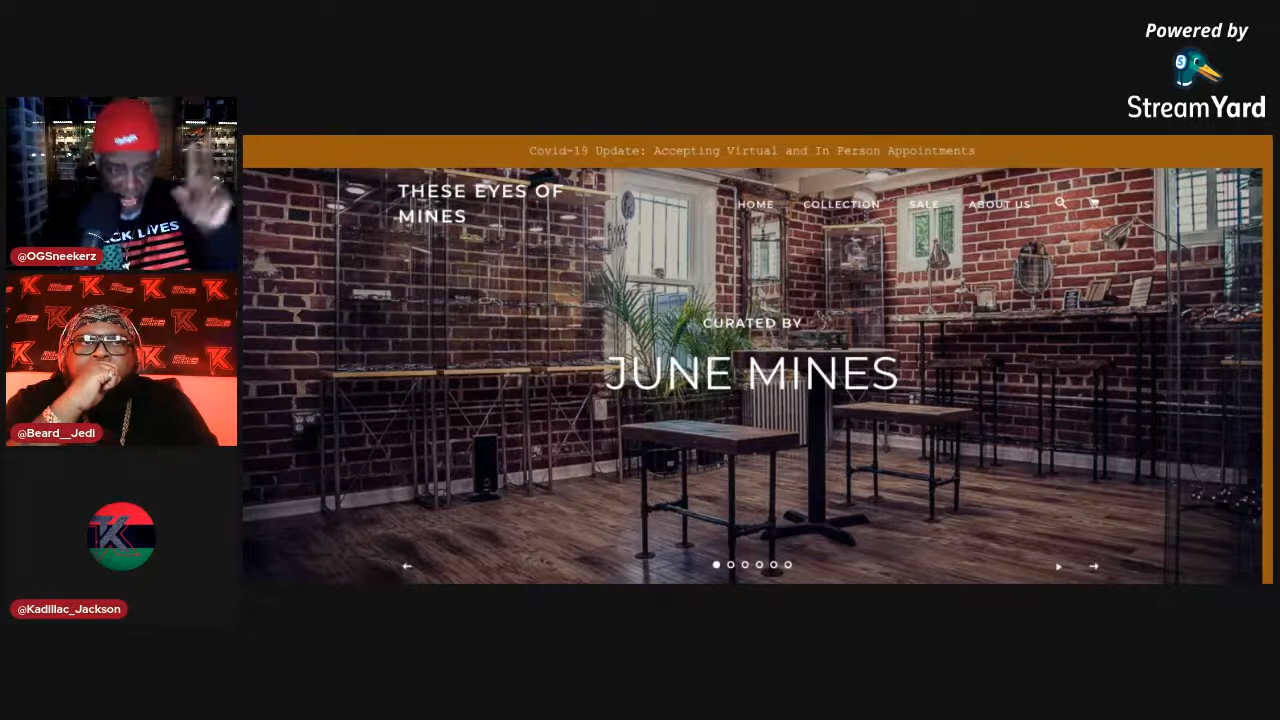 Powered by
StreamYard
Covid-19 Update: Accepting Virtual and In Person Appointments
THESE EYES OF
MINES
HOME
COLLECTION
SALE
ABOUT US
CURATED BY
JUNE MINES
LIVES
@OGSneekerz
@Beard__Jedi
@Kadillac_Jackson